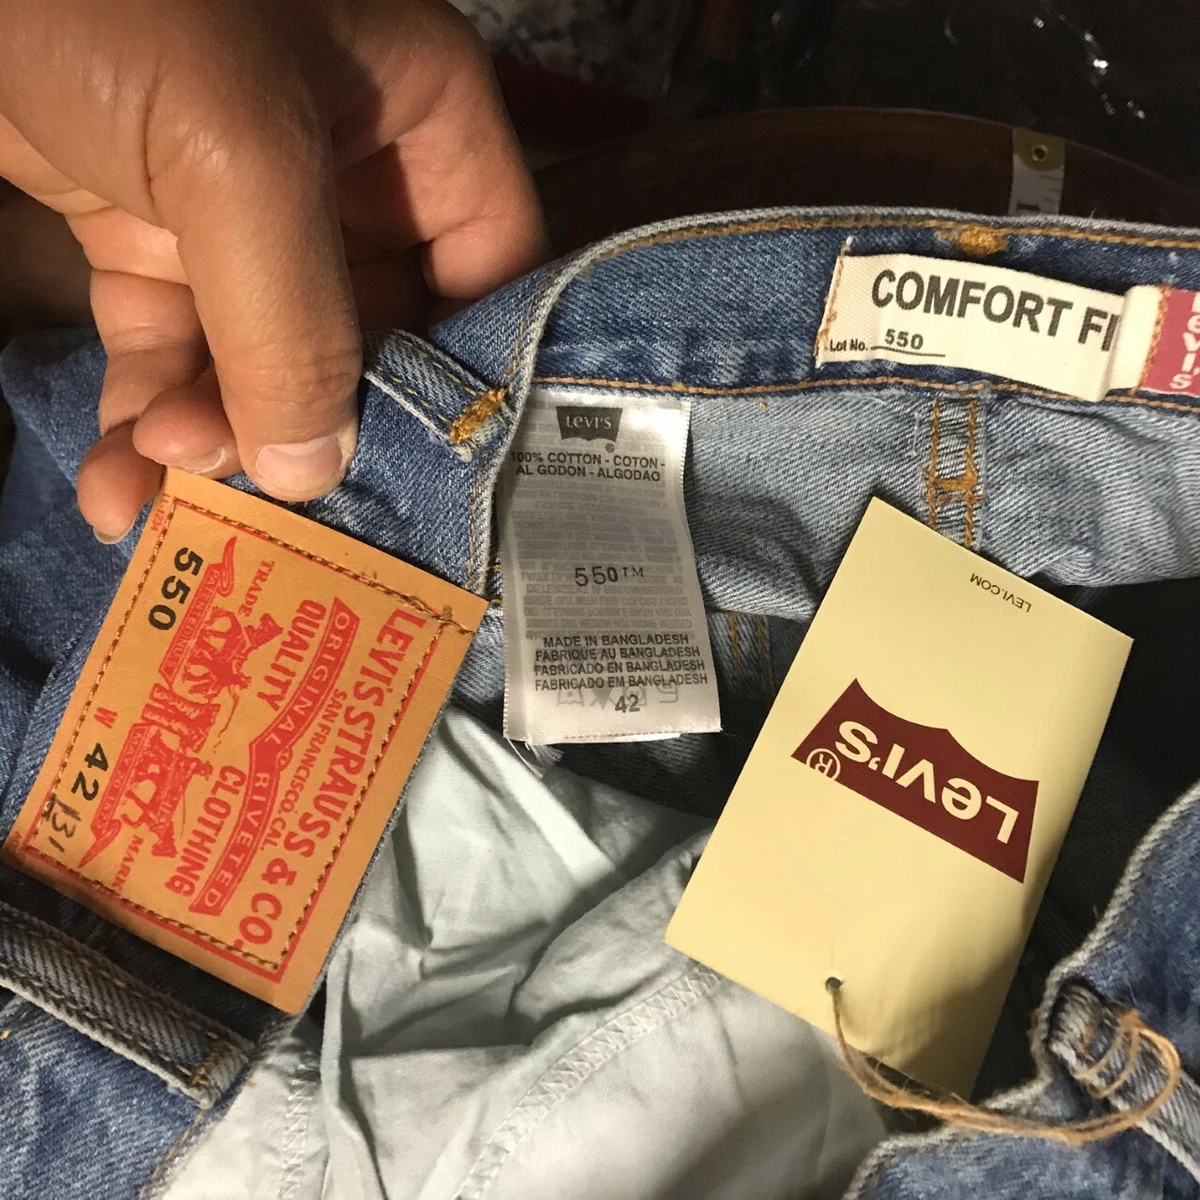 COMFORT FI
Lot No. 550
LEVI'S
LEVI'S
®
100% COTTON - COTON -
AL GODON - ALGODAO
550™
MADE IN BANGLADESH
FABRIQUE AU BANGLADESH
FABRICADO EN BANGLADESH
FABRICADO EM BANGLADESH
42
LEVI'S STRAUSS & CO.
SAN FRANCISCO, CAL.
ORIGINAL RIVETED
QUALITY CLOTHING
TRADE MARK
550
W 42
LEVI.COM
LeVI'S®